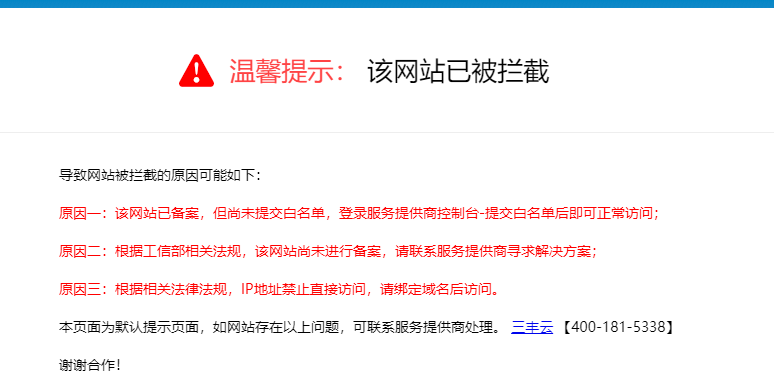 温馨提示： 该网站已被拦截
导致网站被拦截的原因可能如下：
原因一：该网站已备案，但尚未提交白名单，登录服务提供商控制台-提交白名单后即可正常访问；
原因二：根据工信部相关法规，该网站尚未进行备案，请联系服务提供商寻求解决方案；
原因三：根据相关法律法规，IP地址禁止直接访问，请绑定域名后访问。
本页面为默认提示页面，如网站存在以上问题，可联系服务提供商处理。 三丰云 【400-181-5338】
谢谢合作！